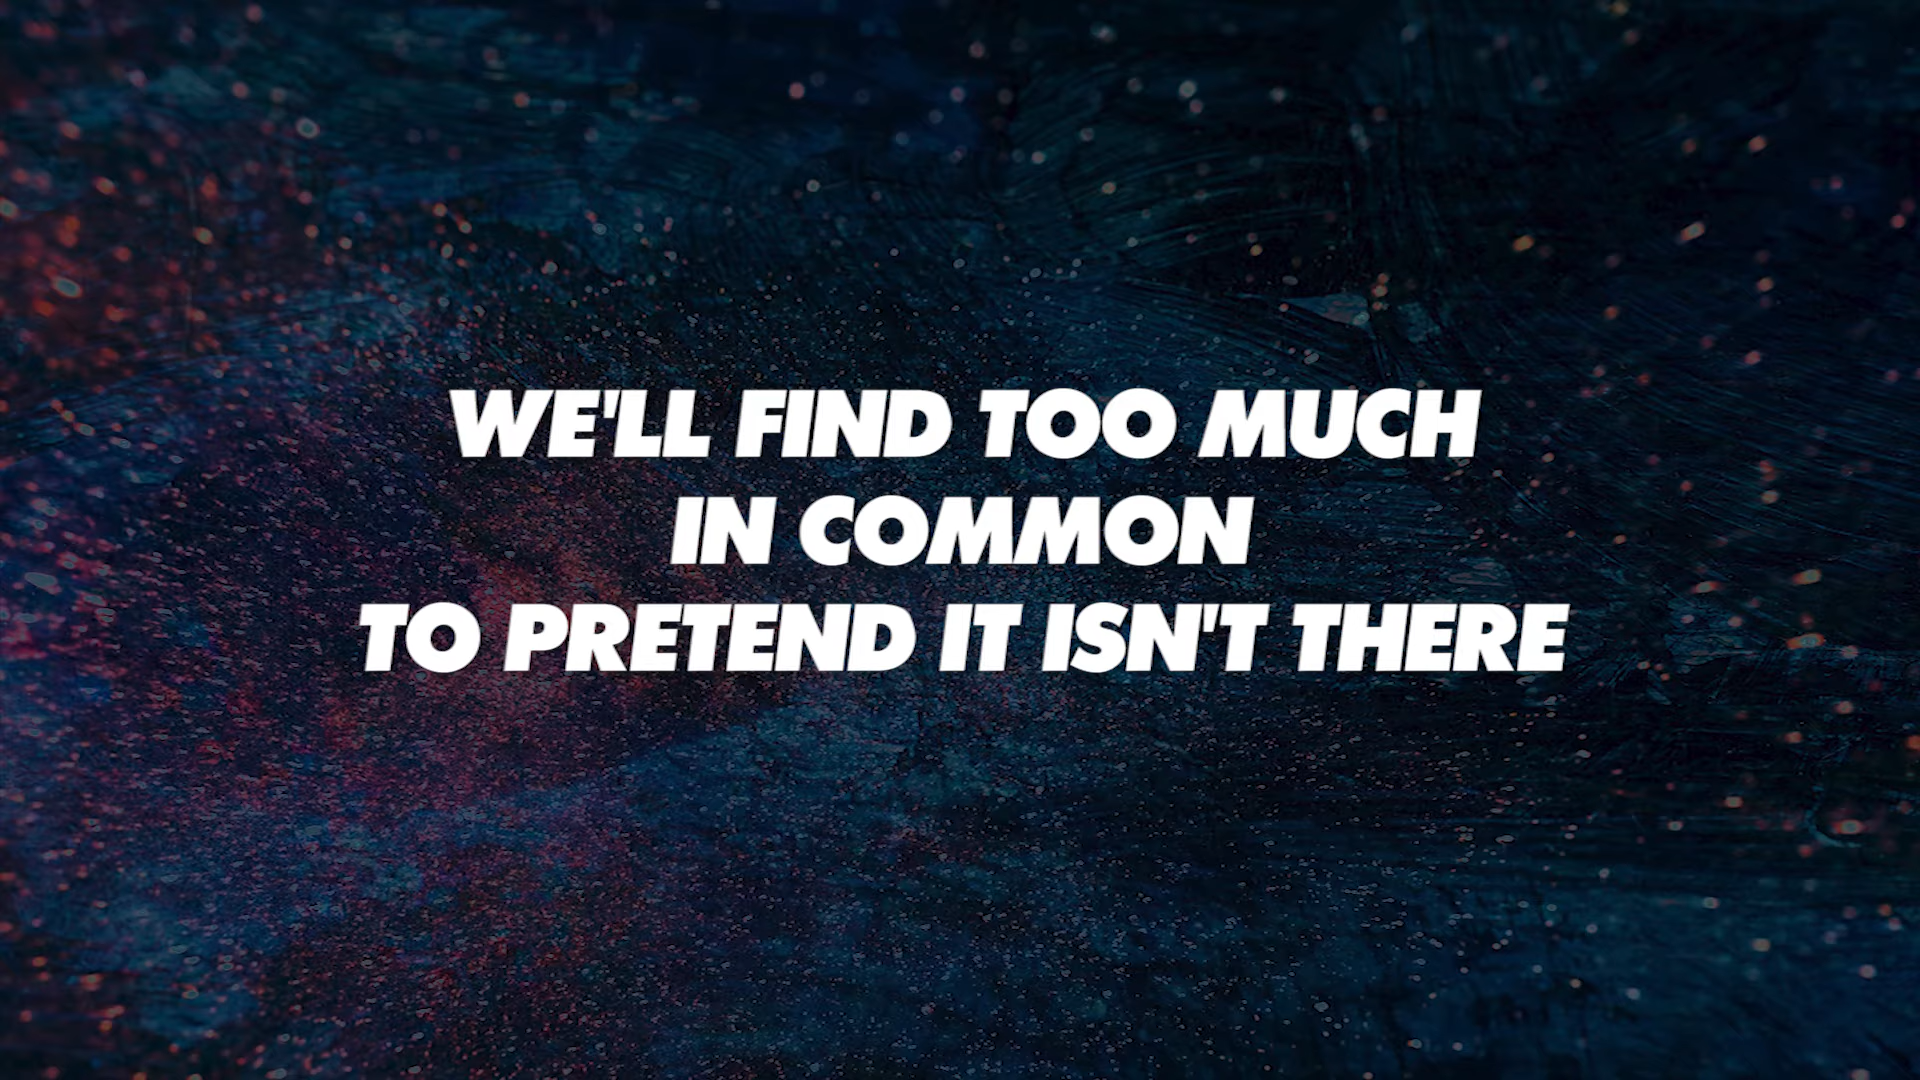 WE'LL FIND TOO MUCH
IN COMMON
TO PRETEND IT ISN'T THERE